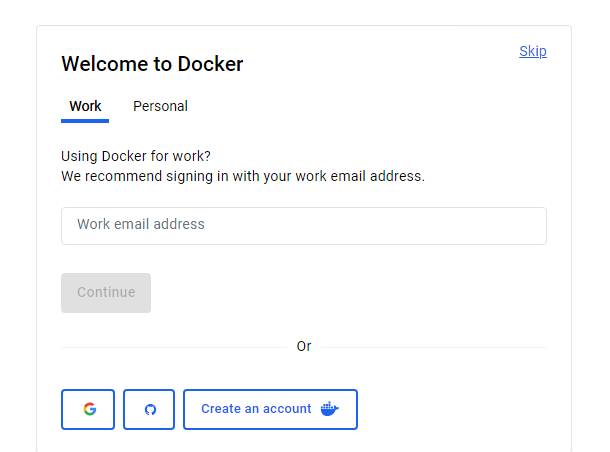 Skip
Welcome to Docker
Work Personal
Using Docker for work?
We recommend signing in with your work email address.
Work email address
Continue
Or
Create an account